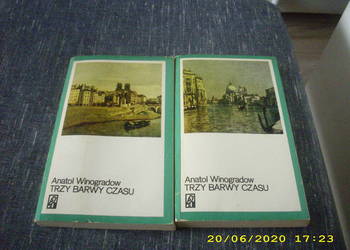 Anatol Winogradow
TRZY BARWY CZASU
Anatol Winogradow
TRZY BARWY CZASU
20/06/2020 17:23